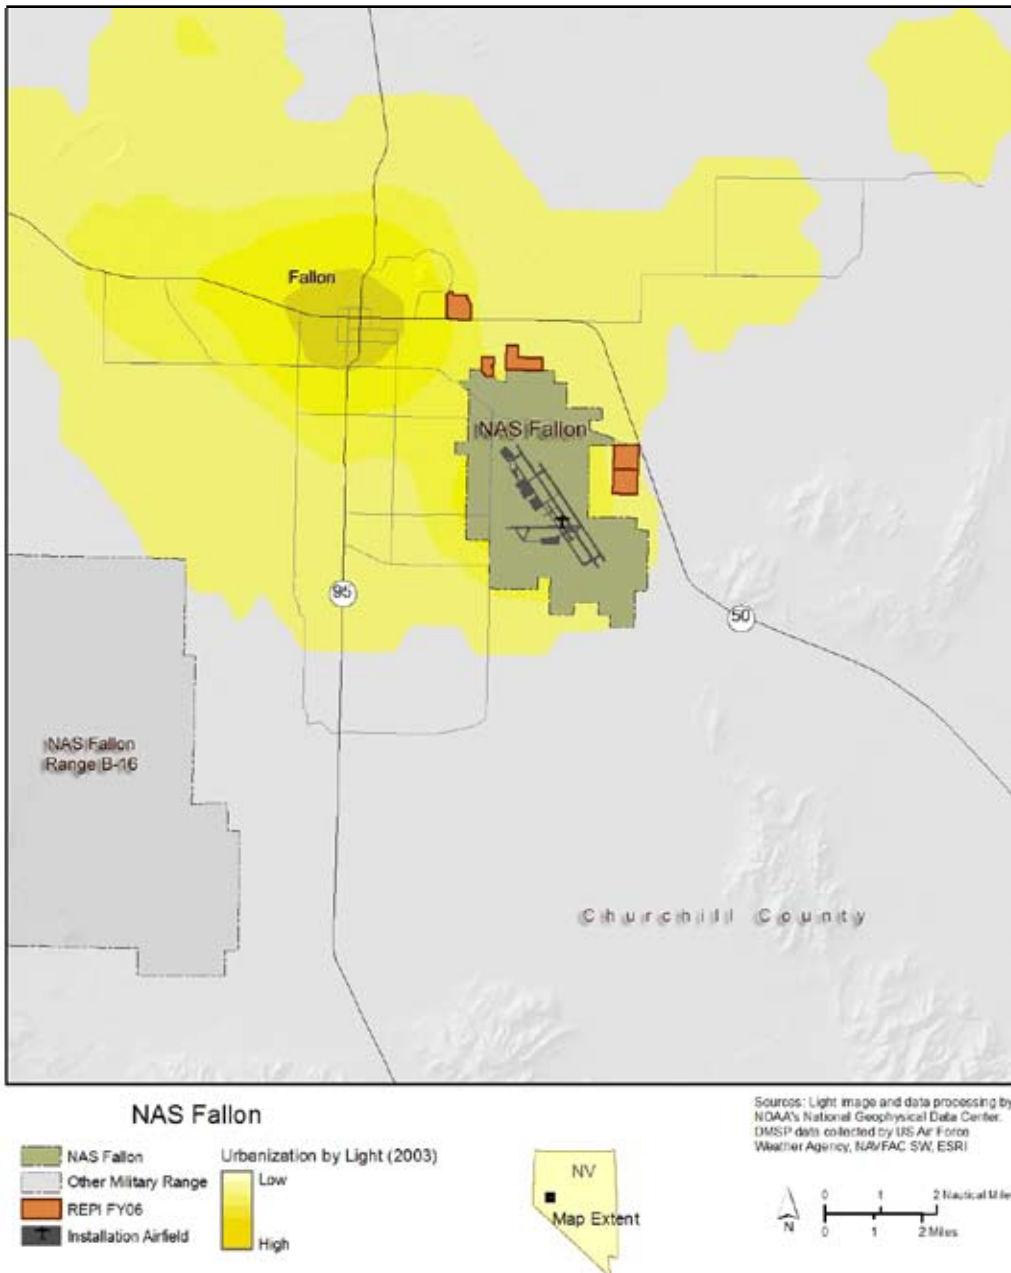 Fallon
NAS Fallon
95
50
NAS Fallon
Range B-16
Churchill County
NAS Fallon
NAS Fallon
Other Military Range
REPI FY06
Installation Airfield
Urbanization by Light (2003)
Low
High
NV
Map Extent
Sources: Light image and data processing by
NOAA's National Geophysical Data Center.
DMSP data collected by US Air Force
Weather Agency, NAVFAC SW, ESRI
N
0 1 2 Nautical Mile
0 1 2 Miles